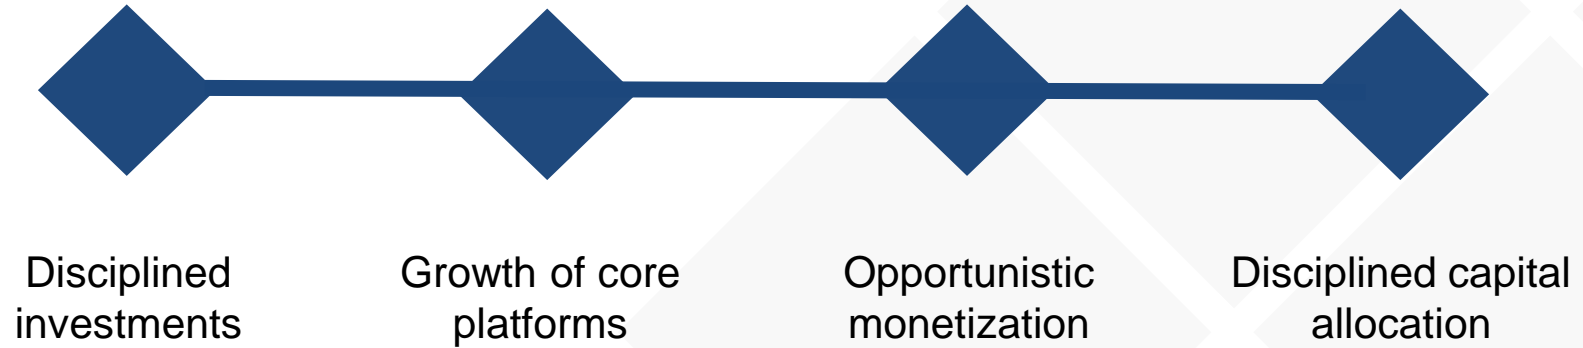 Disciplined
investments
Growth of core
platforms
Opportunistic
monetization
Disciplined capital
allocation